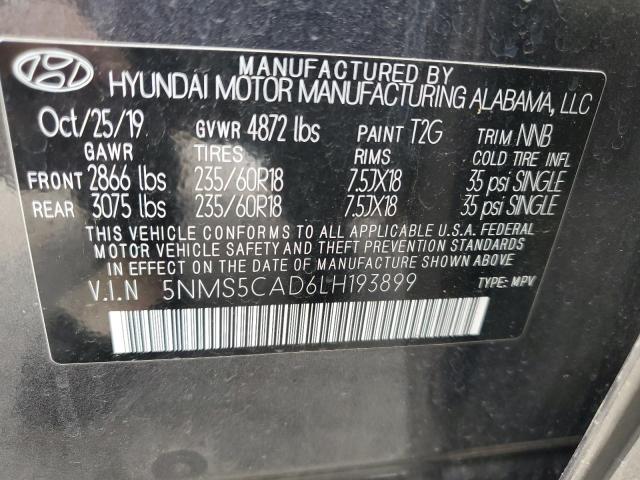 MANUFACTURED BY
HYUNDAI MOTOR MANUFACTURING ALABAMA, LLC
Oct/25/19 GVWR 4872 lbs PAINT T2G TRIM NNB
GAWR TIRES RIMS COLD TIRE INFL
FRONT 2866 lbs 235/60R18 7.5JX18 35 psi SINGLE
REAR 3075 lbs 235/60R18 7.5JX18 35 psi SINGLE
THIS VEHICLE CONFORMS TO ALL APPLICABLE U.S.A. FEDERAL
MOTOR VEHICLE SAFETY AND THEFT PREVENTION STANDARDS
IN EFFECT ON THE DATE OF MANUFACTURE SHOWN ABOVE.
V.I.N 5NMS5CAD6LH193899 TYPE: MPV